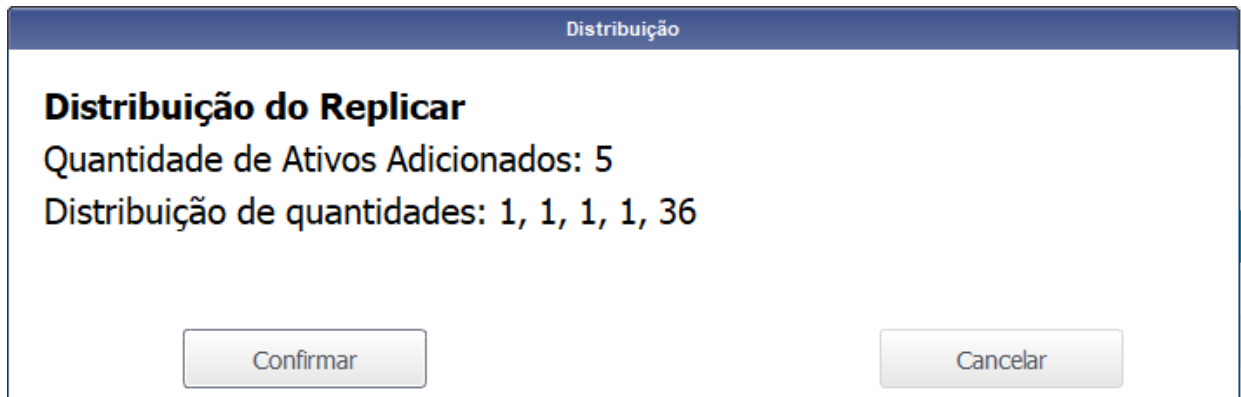 Distribuição
Distribuição do Replicar
Quantidade de Ativos Adicionados: 5
Distribuição de quantidades: 1, 1, 1, 1, 36
Confirmar
Cancelar